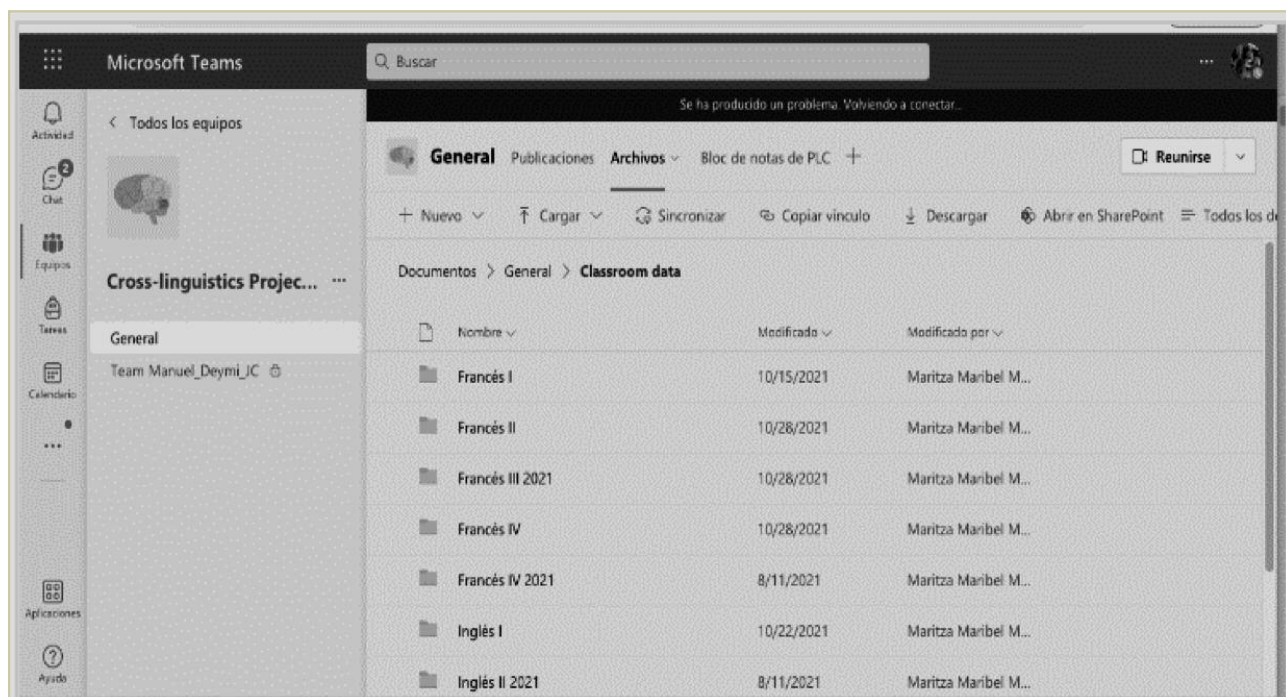 Microsoft Teams
Buscar
Se ha producido un problema. Volviendo a conectar...
Actividad
2
Chat
Equipos
Tareas
Calendario
Aplicaciones
Ayuda
Todos los equipos
Cross-linguistics Projec... ...
General
Team Manuel_Deymi_JC
General Publicaciones Archivos Bloc de notas de PLC
Reunirse
Nuevo Cargar Sincronizar Copiar vínculo Descargar Abrir en SharePoint Todos los d
Documentos > General > Classroom data
Nombre Modificado Modificado por
Francés I 10/15/2021 Maritza Maribel M...
Francés II 10/28/2021 Maritza Maribel M...
Francés III 2021 10/28/2021 Maritza Maribel M...
Francés IV 10/28/2021 Maritza Maribel M...
Francés IV 2021 8/11/2021 Maritza Maribel M...
Inglés I 10/22/2021 Maritza Maribel M...
Inglés II 2021 8/11/2021 Maritza Maribel M...